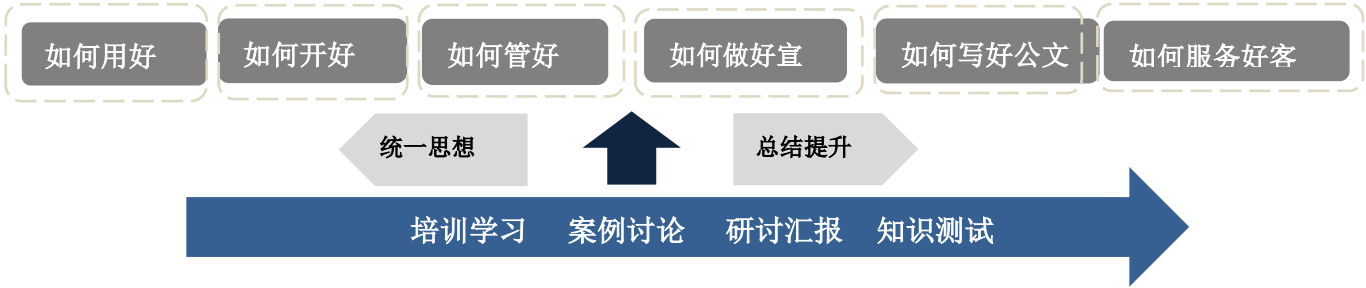 如何用好
如何开好
如何管好
如何做好宣
如何写好公文
如何服务好客
统一思想
总结提升
培训学习 案例讨论 研讨汇报 知识测试